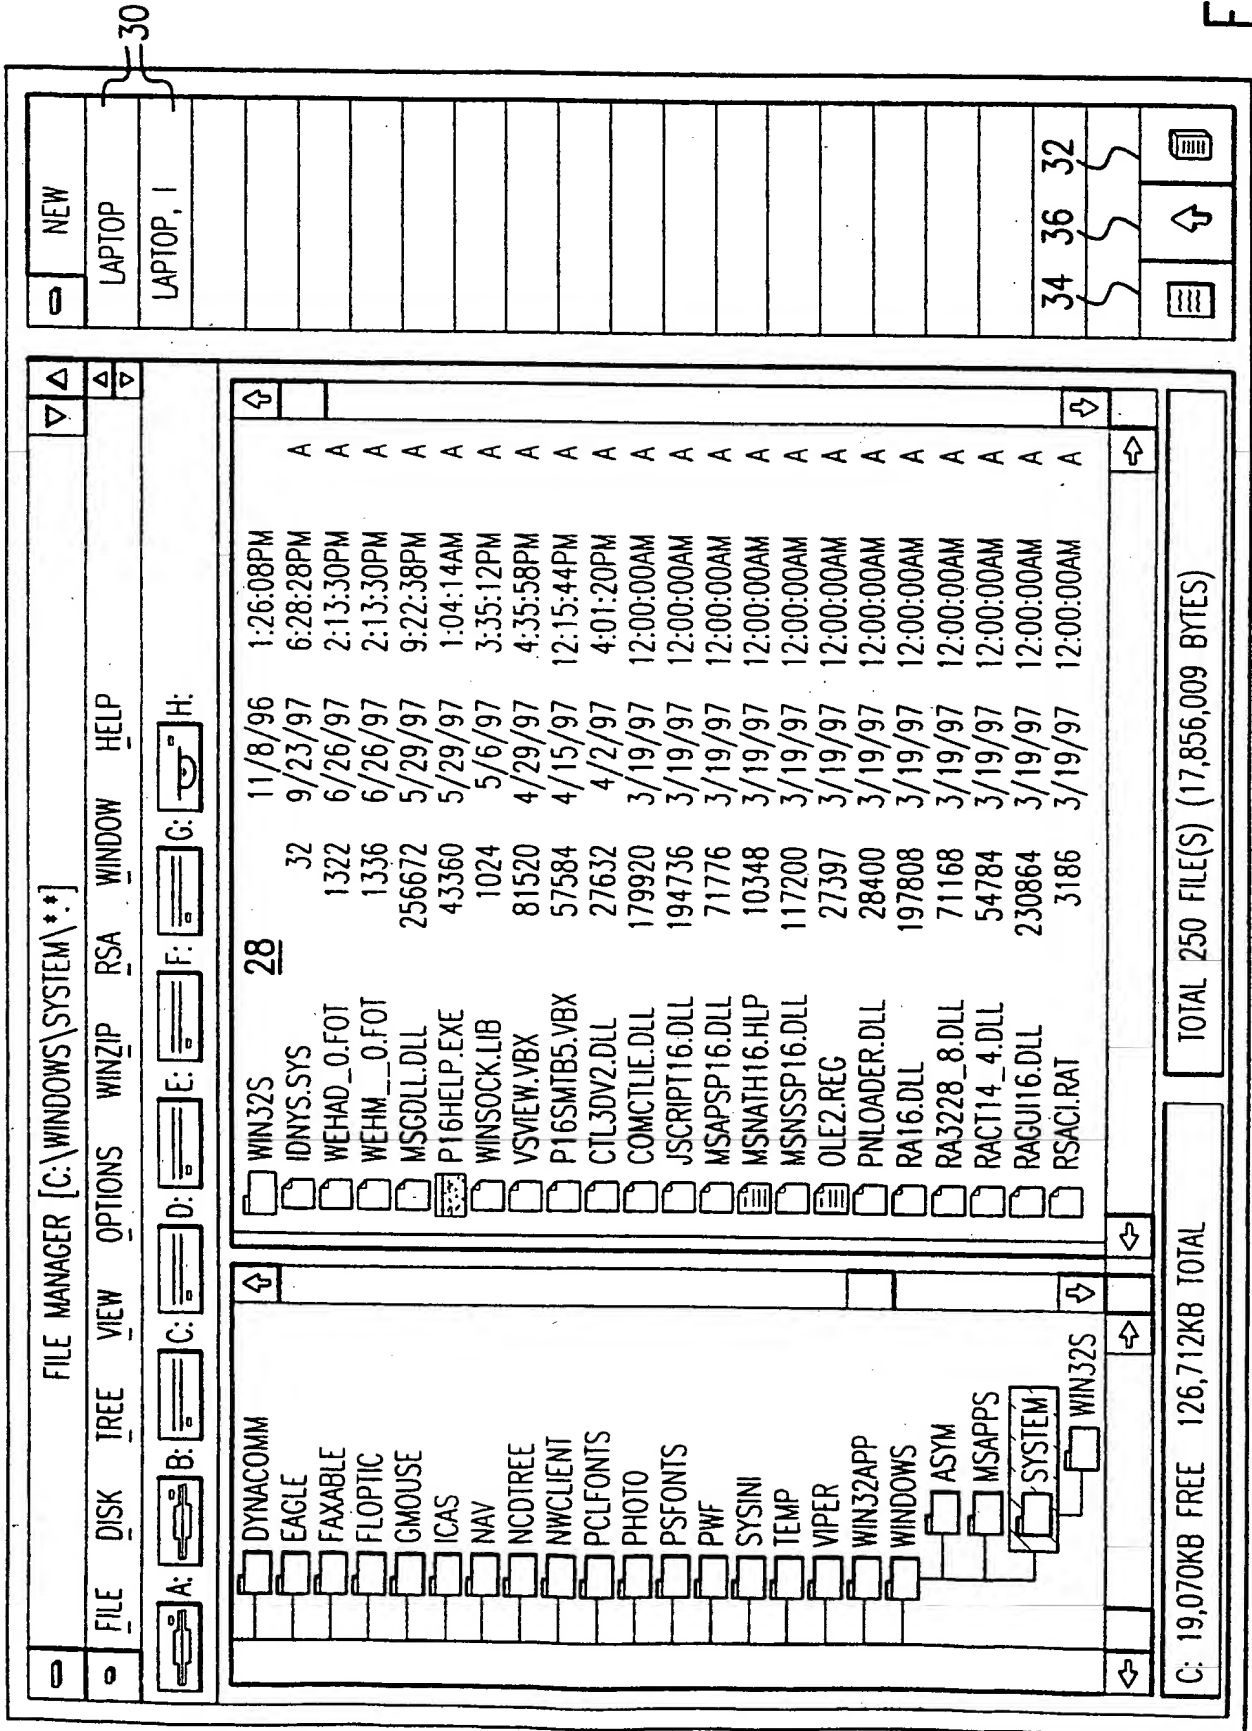 FILE MANAGER [C:\WINDOWS\SYSTEM\*.*]
FILE DISK TREE VIEW OPTIONS WINZIP RSA WINDOW HELP
A: B: C: D: E: F: G: H:
DYNACOMM
EAGLE
FAXABLE
FLOPTIC
GMOUSE
ICAS
NAV
NCDTREE
NWCLIENT
PCLFONTS
PHOTO
PSFONTS
PWF
SYSINI
TEMP
VIPER
WIN32APP
WINDOWS
ASYM
MSAPPS
SYSTEM
WIN32S
28
WIN32S 11/8/96 1:26:08PM
IDNYS.SYS 32 9/23/97 6:28:28PM A
WEHAD_0.FOT 1322 6/26/97 2:13:30PM A
WEHM__0.FOT 1336 6/26/97 2:13:30PM A
MSGDLL.DLL 256672 5/29/97 9:22:38PM A
P16HELP.EXE 43360 5/29/97 1:04:14AM A
WINSOCK.LIB 1024 5/6/97 3:35:12PM A
VSVIEW.VBX 81520 4/29/97 4:35:58PM A
P16SMTB5.VBX 57584 4/15/97 12:15:44PM A
CTL3DV2.DLL 27632 4/2/97 4:01:20PM A
COMCTLIE.DLL 179920 3/19/97 12:00:00AM A
JSCRIPT16.DLL 194736 3/19/97 12:00:00AM A
MSAPSP16.DLL 71776 3/19/97 12:00:00AM A
MSNATH16.HLP 10348 3/19/97 12:00:00AM A
MSNSSP16.DLL 117200 3/19/97 12:00:00AM A
OLE2.REG 27397 3/19/97 12:00:00AM A
PNLOADER.DLL 28400 3/19/97 12:00:00AM A
RA16.DLL 197808 3/19/97 12:00:00AM A
RA3228_8.DLL 71168 3/19/97 12:00:00AM A
RACT14_4.DLL 54784 3/19/97 12:00:00AM A
RAGUI16.DLL 230864 3/19/97 12:00:00AM A
RSACI.RAT 3186 3/19/97 12:00:00AM A
C: 19,070KB FREE 126,712KB TOTAL
TOTAL 250 FILE(S) (17,856,009 BYTES)
NEW
LAPTOP
LAPTOP, I
30
34 36 32